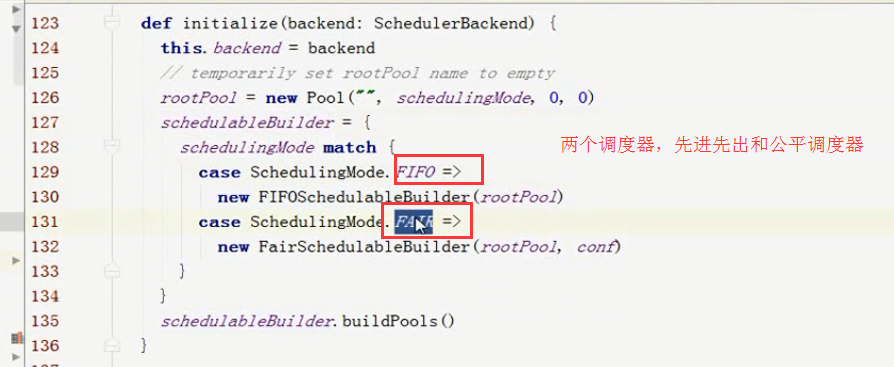 123 def initialize(backend: SchedulerBackend) {
124 this.backend = backend
125 // temporarily set rootPool name to empty
126 rootPool = new Pool("", schedulingMode, 0, 0)
127 schedulableBuilder = {
128 schedulingMode match {
两个调度器，先进先出和公平调度器
129 case SchedulingMode.FIFO =>
130 new FIFOSchedulableBuilder(rootPool)
131 case SchedulingMode.FAIR =>
132 new FairSchedulableBuilder(rootPool, conf)
133 }
134 }
135 schedulableBuilder.buildPools()
136 }